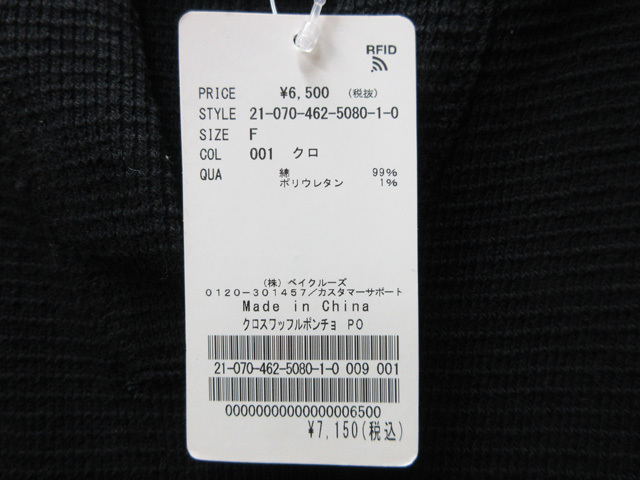 RFID
PRICE ¥6,500 (税抜)
STYLE 21-070-462-5080-1-0
SIZE F
COL 001 クロ
QUA 綿 99%
ポリウレタン 1%
(株) ベイクルーズ
0120-301457/カスタマーサポート
Made in China
クロスワッフルポンチョ PO
21-070-462-5080-1-0 009 001
00000000000000006500
¥7,150(税込)